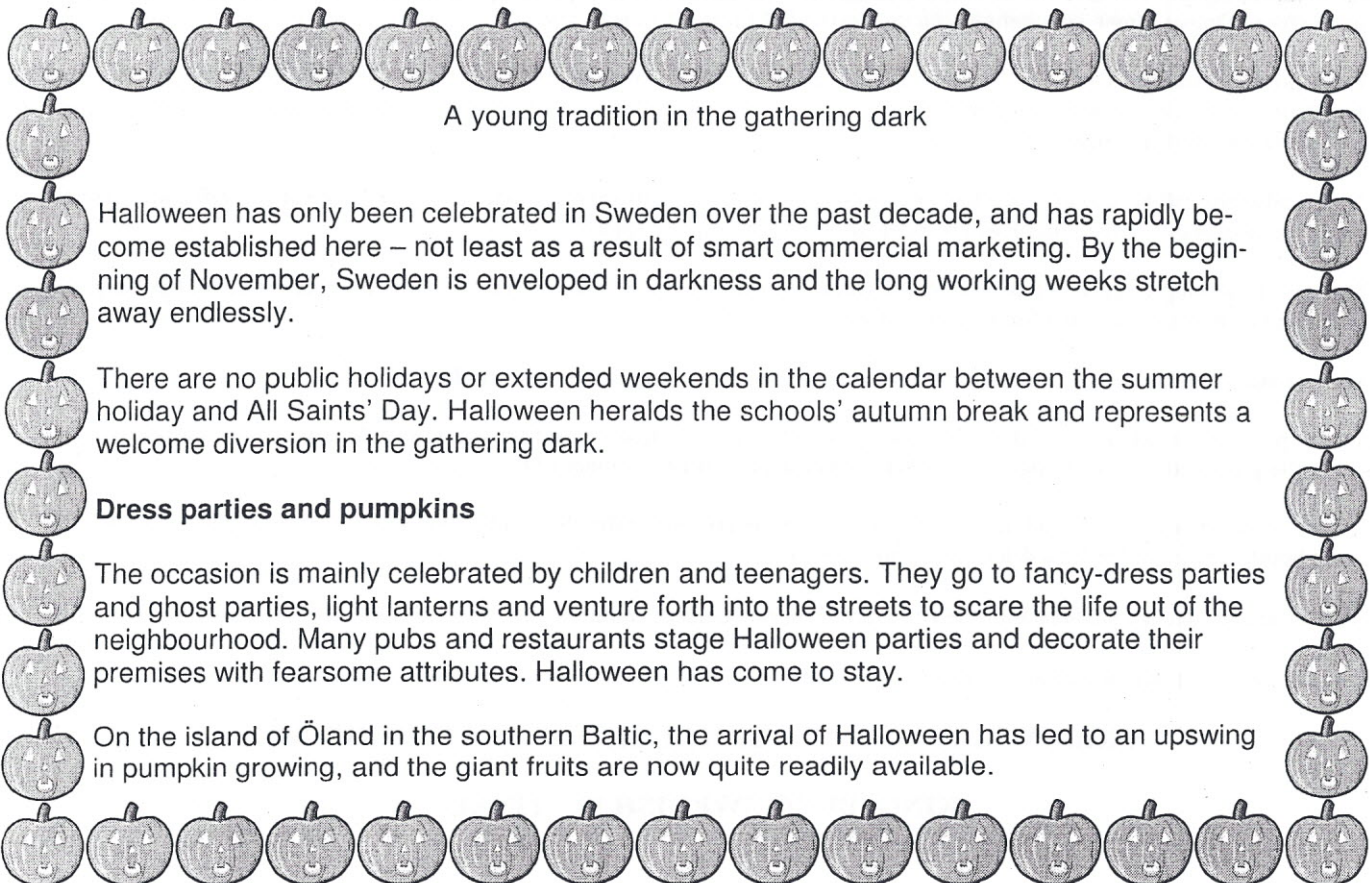 A young tradition in the gathering dark
Halloween has only been celebrated in Sweden over the past decade, and has rapidly be-
come established here – not least as a result of smart commercial marketing. By the begin-
ning of November, Sweden is enveloped in darkness and the long working weeks stretch
away endlessly.
There are no public holidays or extended weekends in the calendar between the summer
holiday and All Saints' Day. Halloween heralds the schools' autumn break and represents a
welcome diversion in the gathering dark.
Dress parties and pumpkins
The occasion is mainly celebrated by children and teenagers. They go to fancy-dress parties
and ghost parties, light lanterns and venture forth into the streets to scare the life out of the
neighbourhood. Many pubs and restaurants stage Halloween parties and decorate their
premises with fearsome attributes. Halloween has come to stay.
On the island of Öland in the southern Baltic, the arrival of Halloween has led to an upswing
in pumpkin growing, and the giant fruits are now quite readily available.